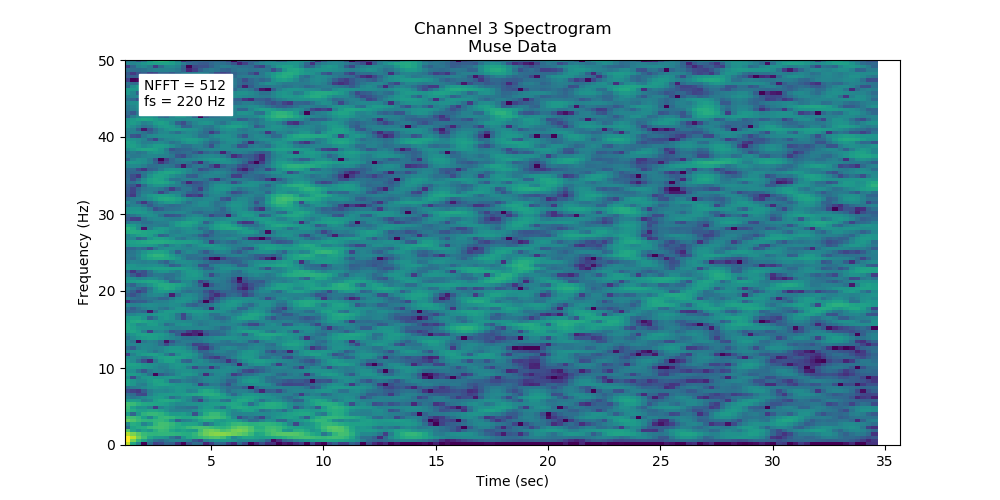 Channel 3 Spectrogram
Muse Data
NFFT = 512
fs = 220 Hz
50
40
30
20
10
0
Frequency (Hz)
5
10
15
20
25
30
35
Time (sec)